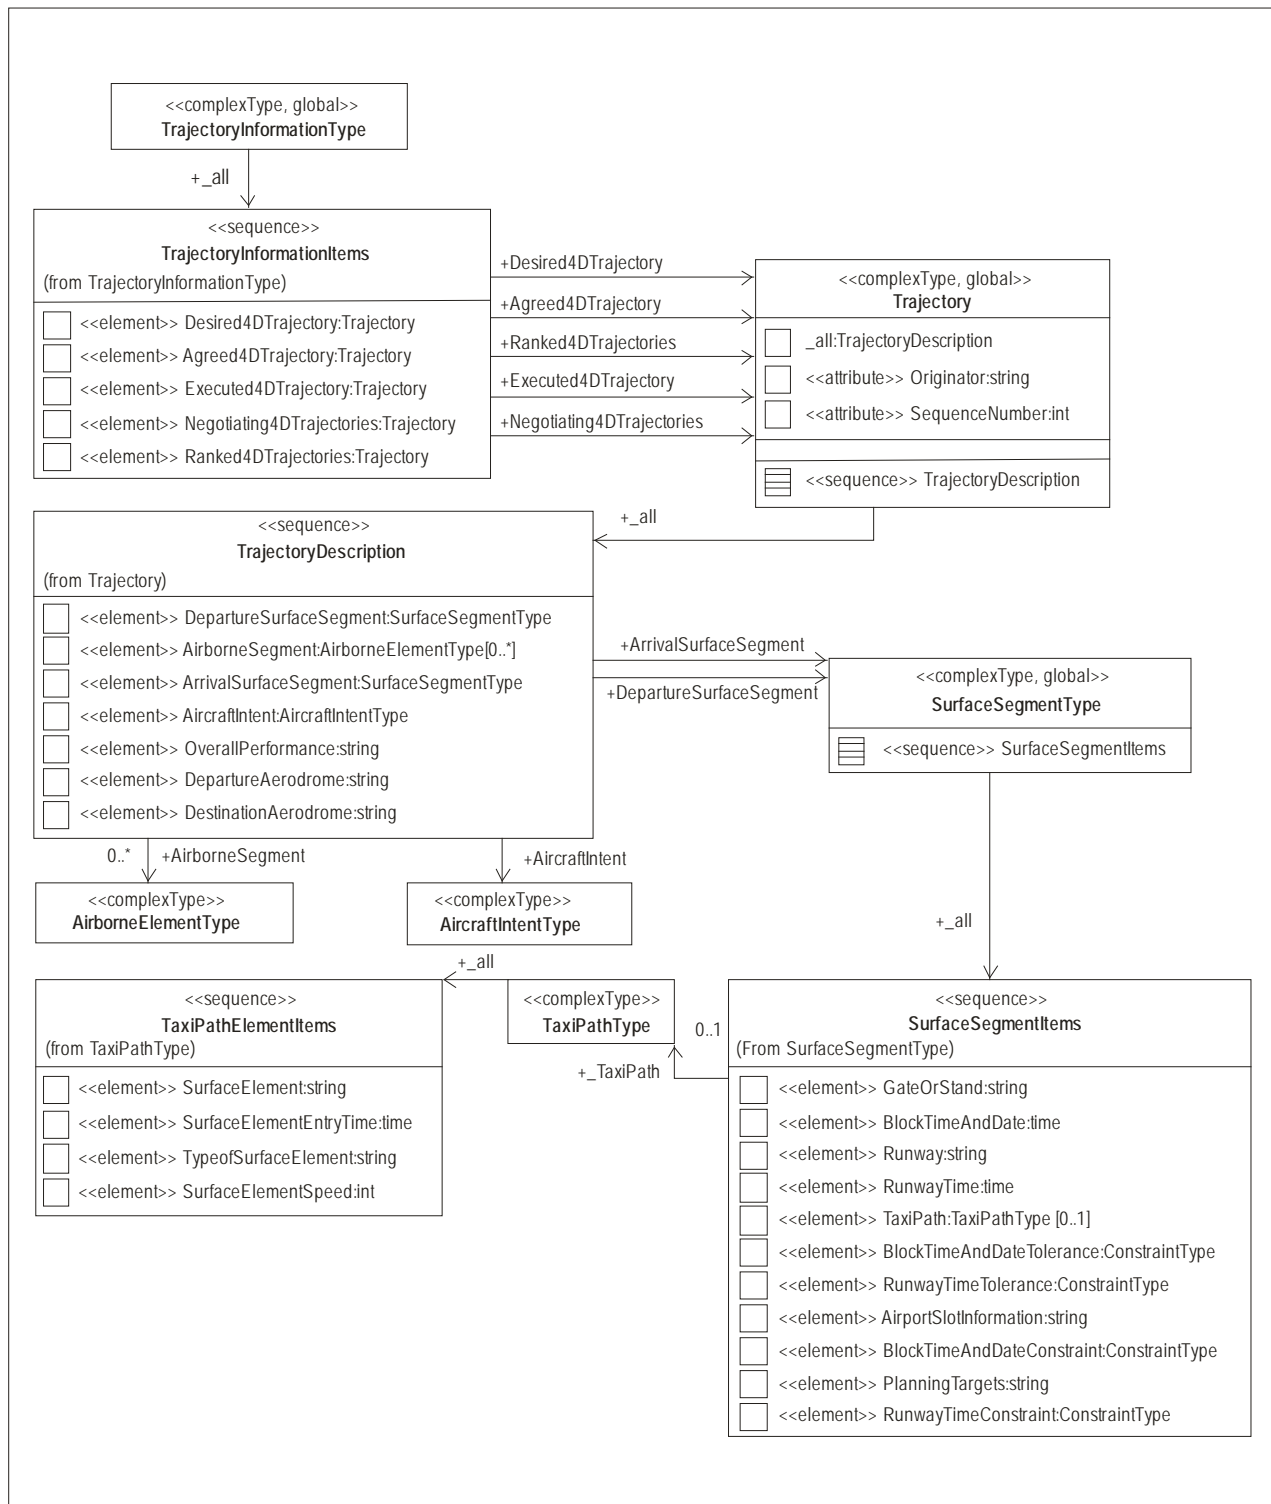 <<complexType, global>>
TrajectoryInformationType
+_all
<<sequence>>
TrajectoryInformationItems
(from TrajectoryInformationType)
<<element>> Desired4DTrajectory:Trajectory
<<element>> Agreed4DTrajectory:Trajectory
<<element>> Executed4DTrajectory:Trajectory
<<element>> Negotiating4DTrajectories:Trajectory
<<element>> Ranked4DTrajectories:Trajectory
+Desired4DTrajectory
+Agreed4DTrajectory
+Ranked4DTrajectories
+Executed4DTrajectory
+Negotiating4DTrajectories
<<complexType, global>>
Trajectory
_all:TrajectoryDescription
<<attribute>> Originator:string
<<attribute>> SequenceNumber:int
<<sequence>> TrajectoryDescription
+_all
<<sequence>>
TrajectoryDescription
(from Trajectory)
<<element>> DepartureSurfaceSegment:SurfaceSegmentType
<<element>> AirborneSegment:AirborneElementType[0..*]
<<element>> ArrivalSurfaceSegment:SurfaceSegmentType
<<element>> AircraftIntent:AircraftIntentType
<<element>> OverallPerformance:string
<<element>> DepartureAerodrome:string
<<element>> DestinationAerodrome:string
+ArrivalSurfaceSegment
+DepartureSurfaceSegment
<<complexType, global>>
SurfaceSegmentType
<<sequence>> SurfaceSegmentItems
0..*
+AirborneSegment
+AircraftIntent
<<complexType>>
AirborneElementType
<<complexType>>
AircraftIntentType
+_all
+_all
<<sequence>>
TaxiPathElementItems
(from TaxiPathType)
<<element>> SurfaceElement:string
<<element>> SurfaceElementEntryTime:time
<<element>> TypeofSurfaceElement:string
<<element>> SurfaceElementSpeed:int
<<complexType>>
TaxiPathType
0..1
+_TaxiPath
<<sequence>>
SurfaceSegmentItems
(From SurfaceSegmentType)
<<element>> GateOrStand:string
<<element>> BlockTimeAndDate:time
<<element>> Runway:string
<<element>> RunwayTime:time
<<element>> TaxiPath:TaxiPathType [0..1]
<<element>> BlockTimeAndDateTolerance:ConstraintType
<<element>> RunwayTimeTolerance:ConstraintType
<<element>> AirportSlotInformation:string
<<element>> BlockTimeAndDateConstraint:ConstraintType
<<element>> PlanningTargets:string
<<element>> RunwayTimeConstraint:ConstraintType